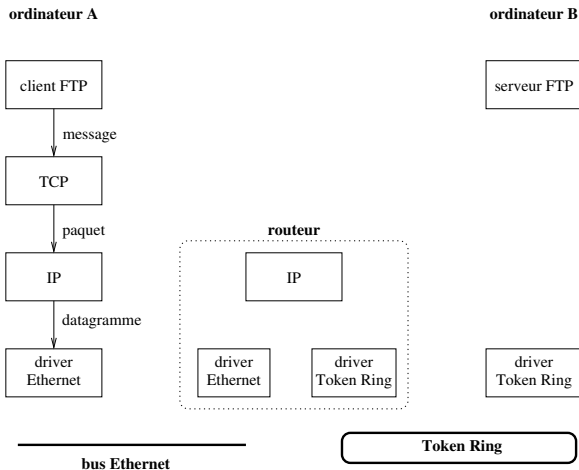 ordinateur A
ordinateur B
client FTP
serveur FTP
message
TCP
paquet
routeur
IP
IP
datagramme
driver
Ethernet
driver
Ethernet
driver
Token Ring
driver
Token Ring
bus Ethernet
Token Ring